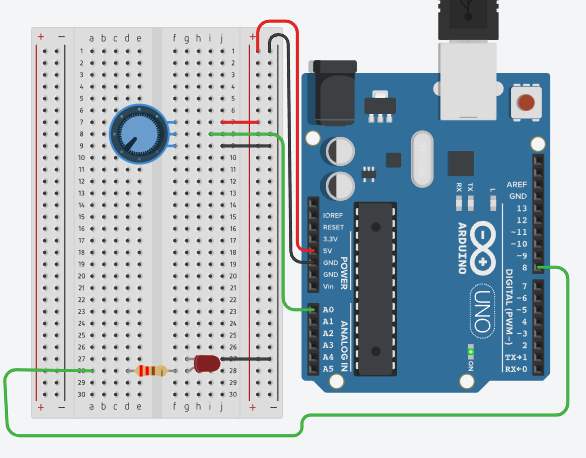 + − a b c d e f g h i j + −
1 1
2 2
3 3
4 4
5 5
6 6
7
8
9
10 10
11 11
12 12
13 13
14 14
15 15
16 16
17 17
18 18
19 19
20 20
21 21
22 22
23 23
24 24
25 25
26 26
27
28
29 29
30 30
+ − a b c d e f g h i j + −
RX TX L
AREF
GND
13
12
~11
~10
~9
8
7
~6
~5
4
~3
2
TX→1
RX←0
DIGITAL (PWM~)
IOREF
RESET
3.3V
5V
GND
GND
Vin
POWER
A0
A1
A2
A3
A4
A5
ANALOG IN
ARDUINO
UNO
ON